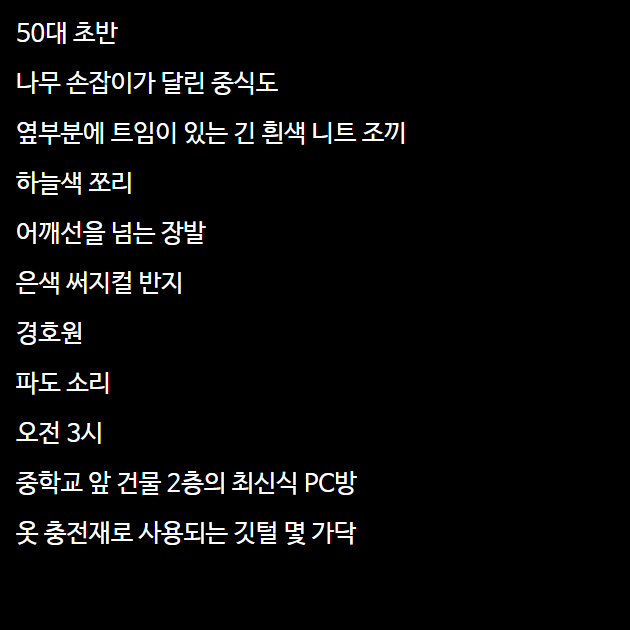 50대 초반
나무 손잡이가 달린 중식도
옆부분에 트임이 있는 긴 흰색 니트 조끼
하늘색 쪼리
어깨선을 넘는 장발
은색 써지컬 반지
경호원
파도 소리
오전 3시
중학교 앞 건물 2층의 최신식 PC방
옷 충전재로 사용되는 깃털 몇 가닥